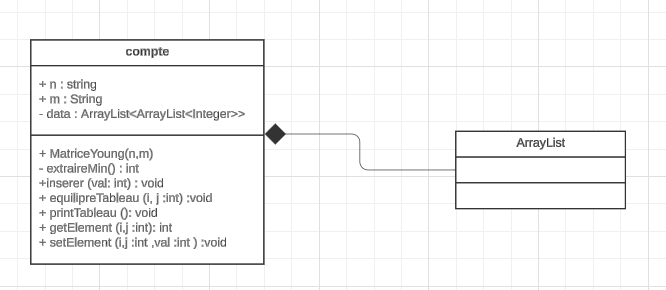 compte
+ n : string
+ m : String
- data : ArrayList<ArrayList<Integer>>
+ MatriceYoung(n,m)
- extraireMin() : int
+inserer (val: int) : void
+ equilipreTableau (i, j :int) :void
+ printTableau (): void
+ getElement (i,j :int): int
+ setElement (i,j :int ,val :int ) :void
ArrayList